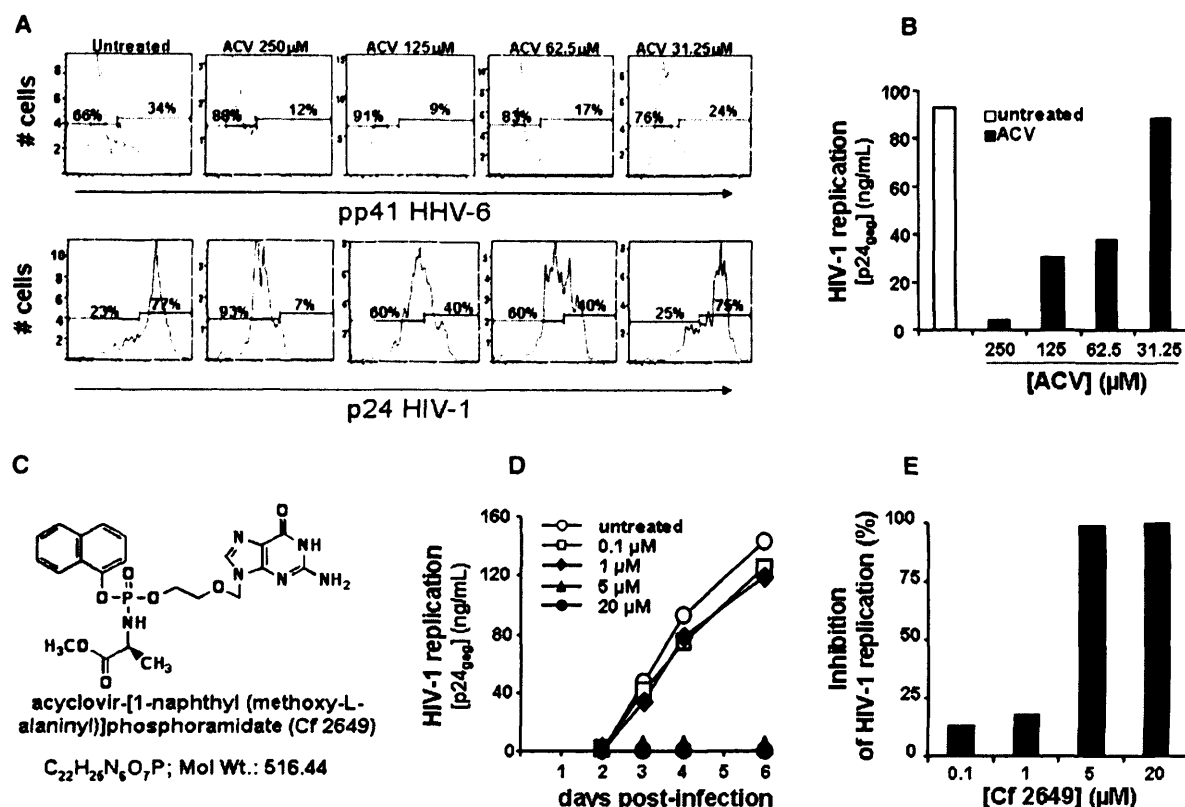 A
Untreated
ACV 250µM
ACV 125µM
ACV 62.5µM
ACV 31.25µM
# cells
66%
34%
88%
12%
91%
9%
83%
17%
76%
24%
pp41 HHV-6
# cells
23%
77%
93%
7%
60%
40%
60%
40%
25%
75%
p24 HIV-1
B
HIV-1 replication
[p24gag] (ng/mL)
100
80
60
40
20
0
untreated
ACV
250
125
62.5
31.25
[ACV] (µM)
C
O
N
N
NH
N
N
NH₂
O
O
P
O
O
NH
H₃CO
CH₃
O
acyclovir-[1-naphthyl (methoxy-L-
alaninyl)]phosphoramidate (Cf 2649)
C₂₂H₂₅N₆O₇P; Mol Wt.: 516.44
D
HIV-1 replication
[p24gag] (ng/mL)
160
120
80
40
0
untreated
0.1 µM
1 µM
5 µM
20 µM
1 2 3 4 6
days post-infection
E
Inhibition
of HIV-1 replication (%)
100
75
50
25
0
0.1
1
5
20
[Cf 2649] (µM)